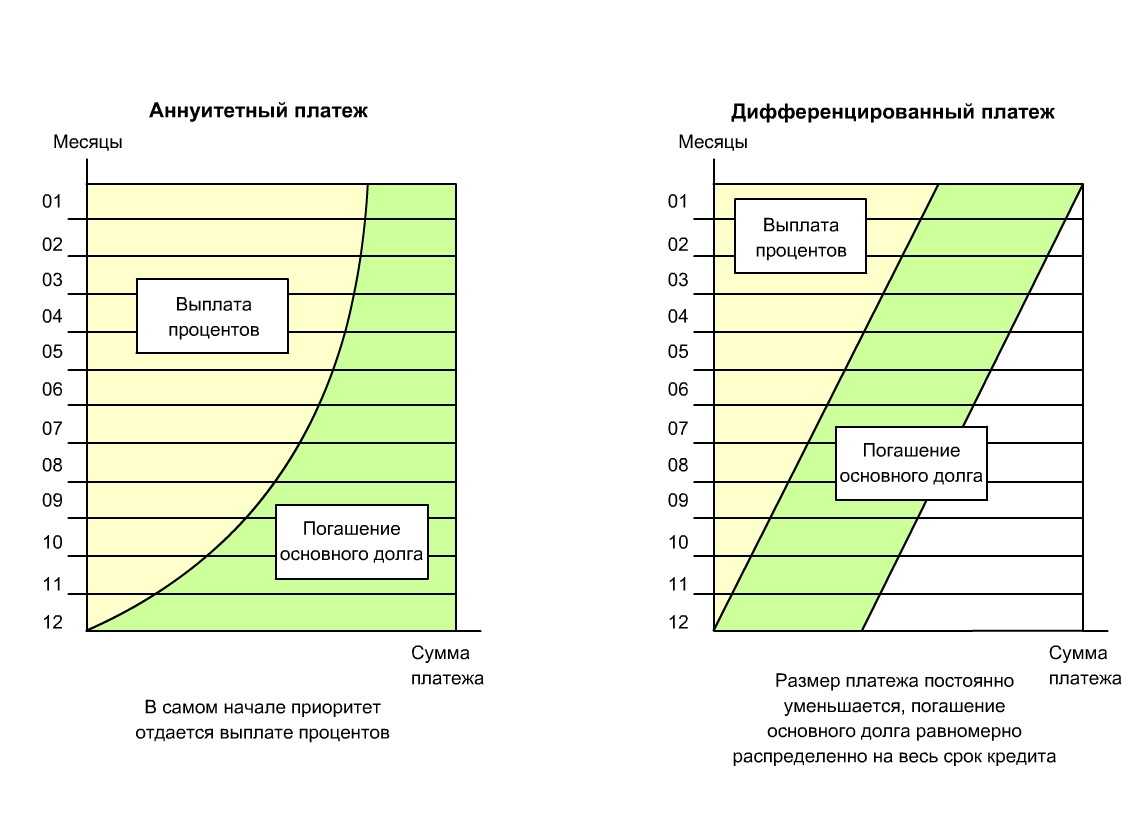 Аннуитетный платеж
Месяцы
01
02
03
04
05
06
07
08
09
10
11
12
Выплата
процентов
Погашение
основного долга
Сумма
платежа
В самом начале приоритет
отдается выплате процентов
Дифференцированный платеж
Месяцы
01
02
03
04
05
06
07
08
09
10
11
12
Выплата
процентов
Погашение
основного долга
Сумма
платежа
Размер платежа постоянно
уменьшается, погашение
основного долга равномерно
распределенно на весь срок кредита